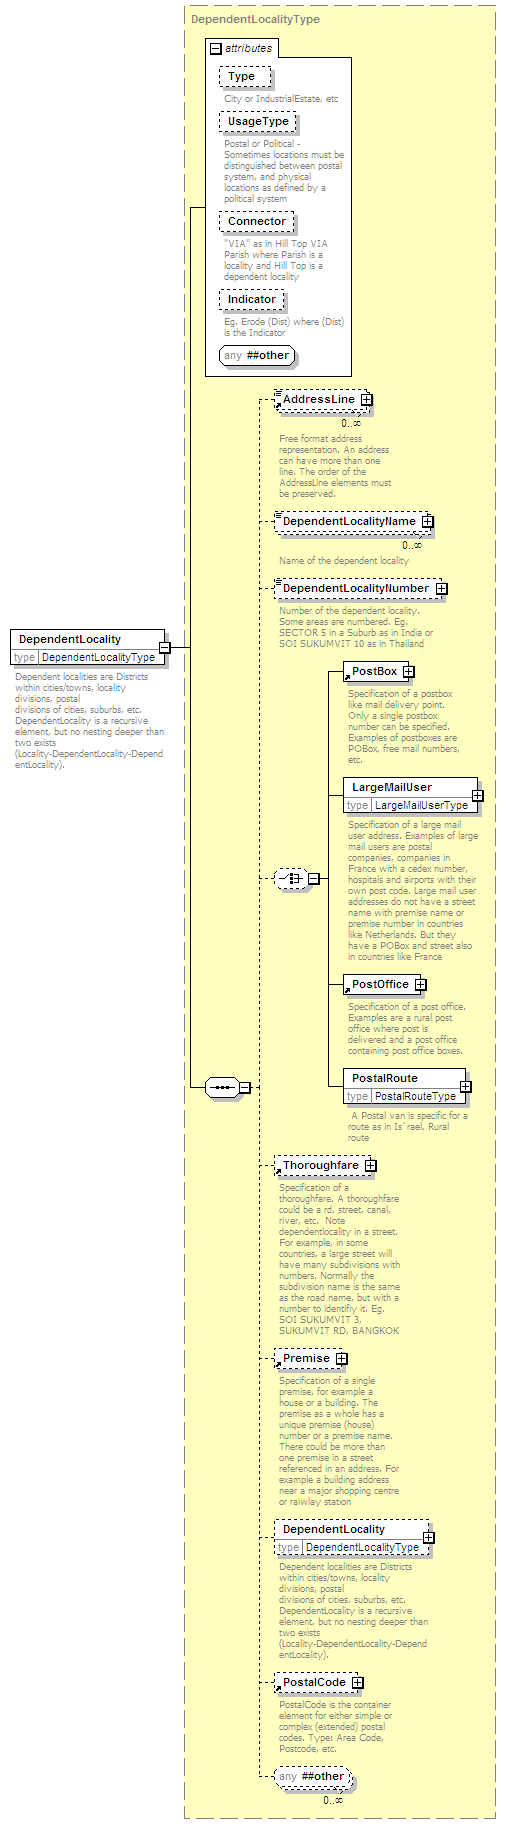 DependentLocalityType
attributes
Type
City or IndustrialEstate, etc
UsageType
Postal or Political -
Sometimes locations must be
distinguished between postal
system, and physical
locations as defined by a
political system
Connector
"VIA" as in Hill Top VIA
Parish where Parish is a
locality and Hill Top is a
dependent locality
Indicator
Eg. Erode (Dist) where (Dist)
is the Indicator
any ##other
AddressLine
0..∞
Free format address
representation. An address
can have more than one
line. The order of the
AddressLine elements must
be preserved.
DependentLocalityName
0..∞
Name of the dependent locality
DependentLocalityNumber
Number of the dependent locality.
Some areas are numbered. Eg.
SECTOR 5 in a Suburb as in India or
SOI SUKUMVIT 10 as in Thailand
DependentLocality
type DependentLocalityType
Dependent localities are Districts
within cities/towns, locality
divisions, postal
divisions of cities, suburbs, etc.
DependentLocality is a recursive
element, but no nesting deeper than
two exists
(Locality-DependentLocality-Depend
entLocality).
PostBox
Specification of a postbox
like mail delivery point.
Only a single postbox
number can be specified.
Examples of postboxes are
POBox, free mail numbers,
etc.
LargeMailUser
type LargeMailUserType
Specification of a large mail
user address. Examples of large
mail users are postal
companies, companies in
France with a cedex number,
hospitals and airports with their
own post code. Large mail user
addresses do not have a street
name with premise name or
premise number in countries
like Netherlands. But they
have a POBox and street also
in countries like France
PostOffice
Specification of a post office.
Examples are a rural post
office where post is
delivered and a post office
containing post office boxes.
PostalRoute
type PostalRouteType
A Postal van is specific for a
route as in Is`rael, Rural
route
Thoroughfare
Specification of a
thoroughfare. A thoroughfare
could be a rd, street, canal,
river, etc.  Note
dependentlocality in a street.
For example, in some
countries, a large street will
have many subdivisions with
numbers. Normally the
subdivision name is the same
as the road name, but with a
number to identifiy it. Eg.
SOI SUKUMVIT 3,
SUKUMVIT RD, BANGKOK
Premise
Specification of a single
premise, for example a
house or a building. The
premise as a whole has a
unique premise (house)
number or a premise name.
There could be more than
one premise in a street
referenced in an address. For
example a building address
near a major shopping centre
or raiwlay station
DependentLocality
type DependentLocalityType
Dependent localities are Districts
within cities/towns, locality
divisions, postal
divisions of cities, suburbs, etc.
DependentLocality is a recursive
element, but no nesting deeper than
two exists
(Locality-DependentLocality-Depend
entLocality).
PostalCode
PostalCode is the container
element for either simple or
complex (extended) postal
codes. Type: Area Code,
Postcode, etc.
any ##other
0..∞